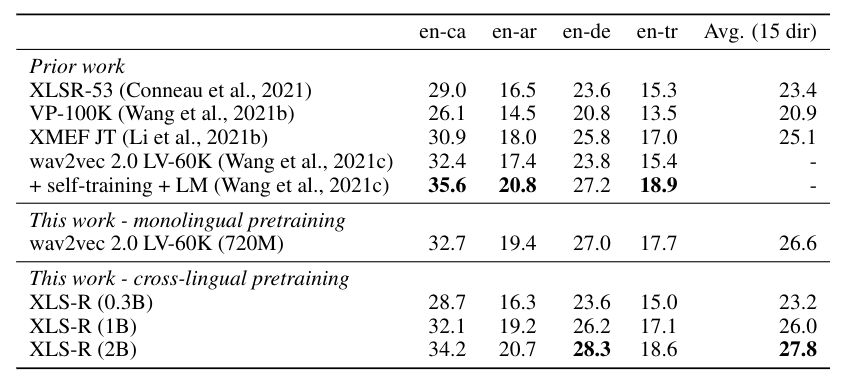 en-ca en-ar en-de en-tr Avg. (15 dir)
Prior work
XLSR-53 (Conneau et al., 2021) 29.0 16.5 23.6 15.3 23.4
VP-100K (Wang et al., 2021b) 26.1 14.5 20.8 13.5 20.9
XMEF JT (Li et al., 2021b) 30.9 18.0 25.8 17.0 25.1
wav2vec 2.0 LV-60K (Wang et al., 2021c) 32.4 17.4 23.8 15.4 -
+ self-training + LM (Wang et al., 2021c) 35.6 20.8 27.2 18.9 -
This work - monolingual pretraining
wav2vec 2.0 LV-60K (720M) 32.7 19.4 27.0 17.7 26.6
This work - cross-lingual pretraining
XLS-R (0.3B) 28.7 16.3 23.6 15.0 23.2
XLS-R (1B) 32.1 19.2 26.2 17.1 26.0
XLS-R (2B) 34.2 20.7 28.3 18.6 27.8